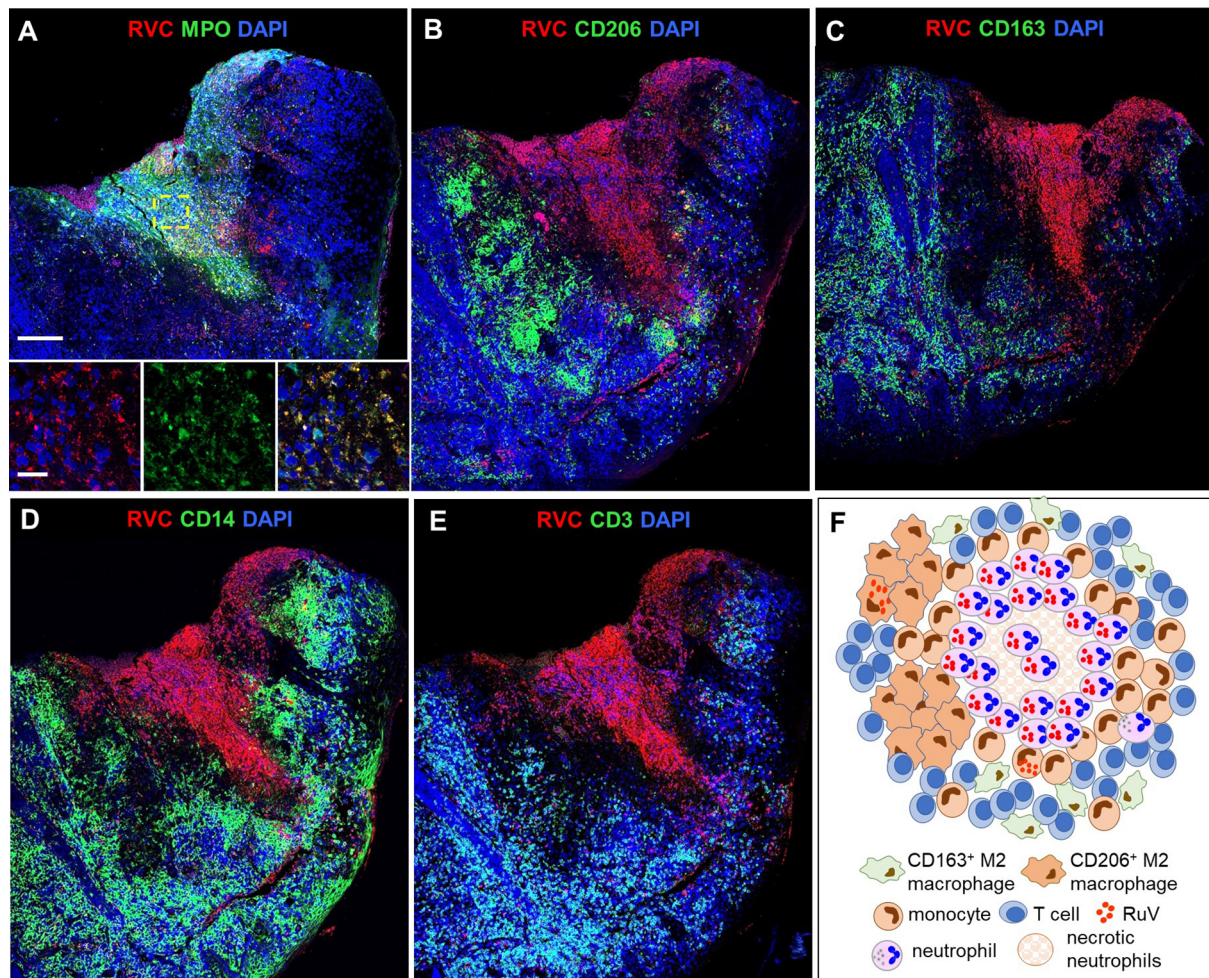 A
RVC MPO DAPI
B
RVC CD206 DAPI
C
RVC CD163 DAPI
D
RVC CD14 DAPI
E
RVC CD3 DAPI
F
CD163+ M2
macrophage
CD206+ M2
macrophage
monocyte
T cell
RuV
neutrophil
necrotic
neutrophils